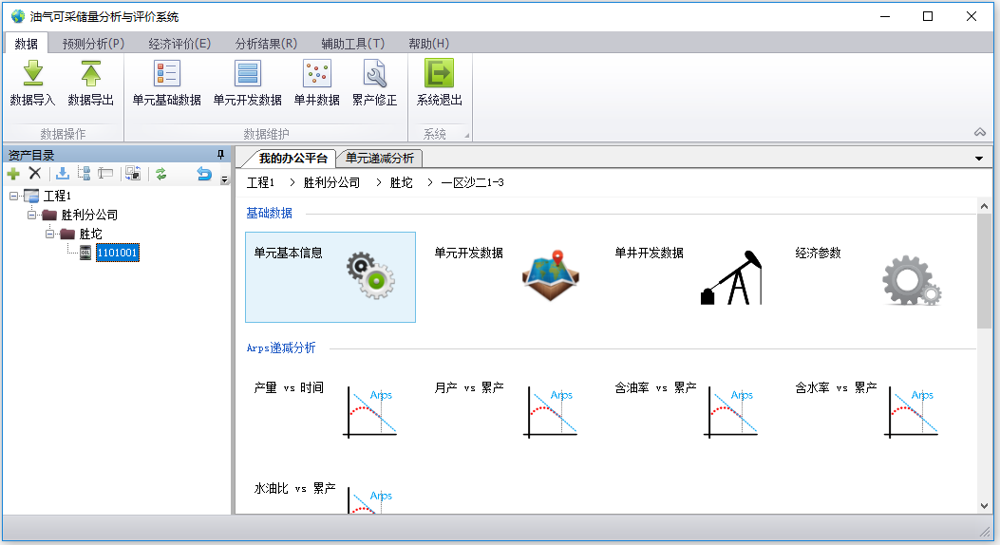 油气可采储量分析与评价系统
数据 预测分析(P) 经济评价(E) 分析结果(R) 辅助工具(T) 帮助(H)
数据导入 数据导出 单元基础数据 单元开发数据 单井数据 累产修正 系统退出
数据操作 数据维护 系统
资产目录
我的办公平台 单元递减分析
工程1
胜利分公司
胜坨
OIL 1101001
工程1 > 胜利分公司 > 胜坨 > 一区沙二1-3
基础数据
单元基本信息 单元开发数据 单井开发数据 经济参数
Arps递减分析
产量 vs 时间 月产 vs 累产 含油率 vs 累产 含水率 vs 累产
Arps Arps Arps Arps
水油比 vs 累产
Arps